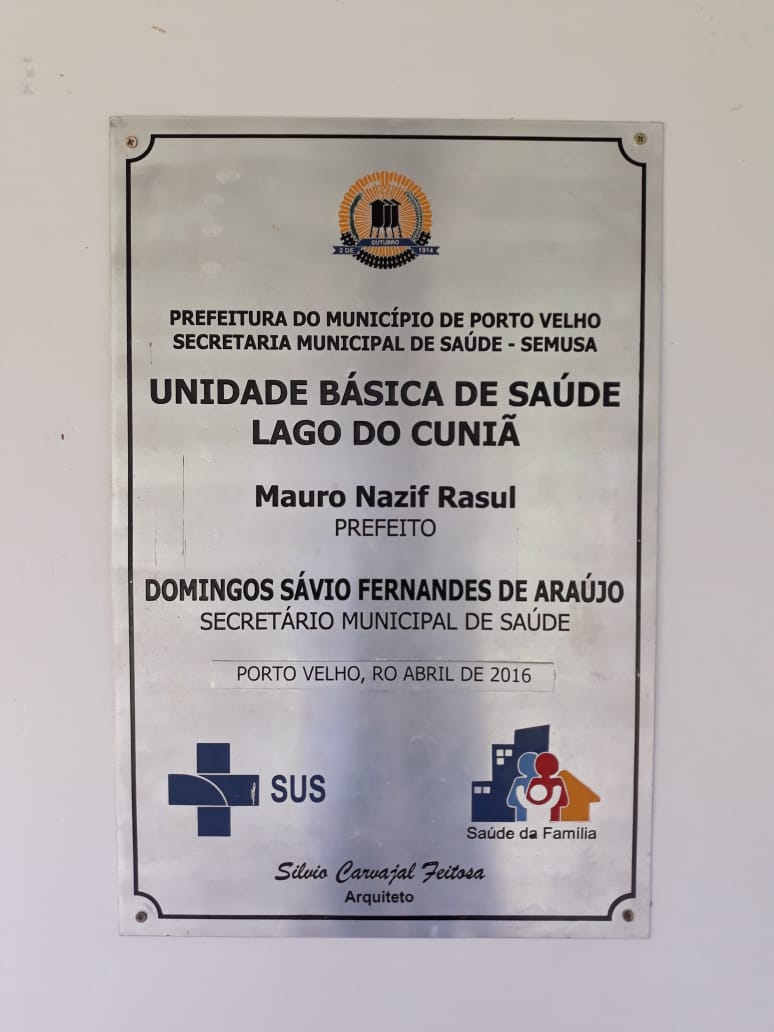 2 DE OUTUBRO 1914
PREFEITURA DO MUNICÍPIO DE PORTO VELHO
SECRETARIA MUNICIPAL DE SAÚDE - SEMUSA
UNIDADE BÁSICA DE SAÚDE
LAGO DO CUNIÃ
Mauro Nazif Rasul
PREFEITO
DOMINGOS SÁVIO FERNANDES DE ARAÚJO
SECRETÁRIO MUNICIPAL DE SAÚDE
PORTO VELHO, RO ABRIL DE 2016
SUS
Saúde da Família
Silvio Carvajal Feitosa
Arquiteto